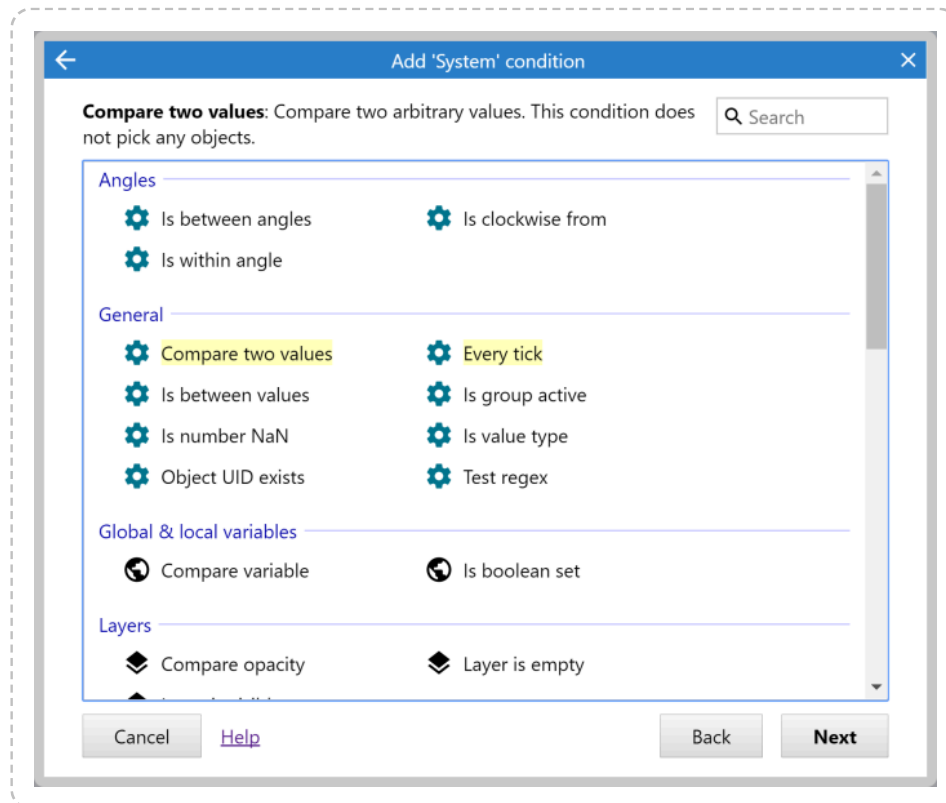 Add 'System' condition
Compare two values: Compare two arbitrary values. This condition does
not pick any objects.
Search
Angles
Is between angles
Is clockwise from
Is within angle
General
Compare two values
Every tick
Is between values
Is group active
Is number NaN
Is value type
Object UID exists
Test regex
Global & local variables
Compare variable
Is boolean set
Layers
Compare opacity
Layer is empty
Cancel
Help
Back
Next